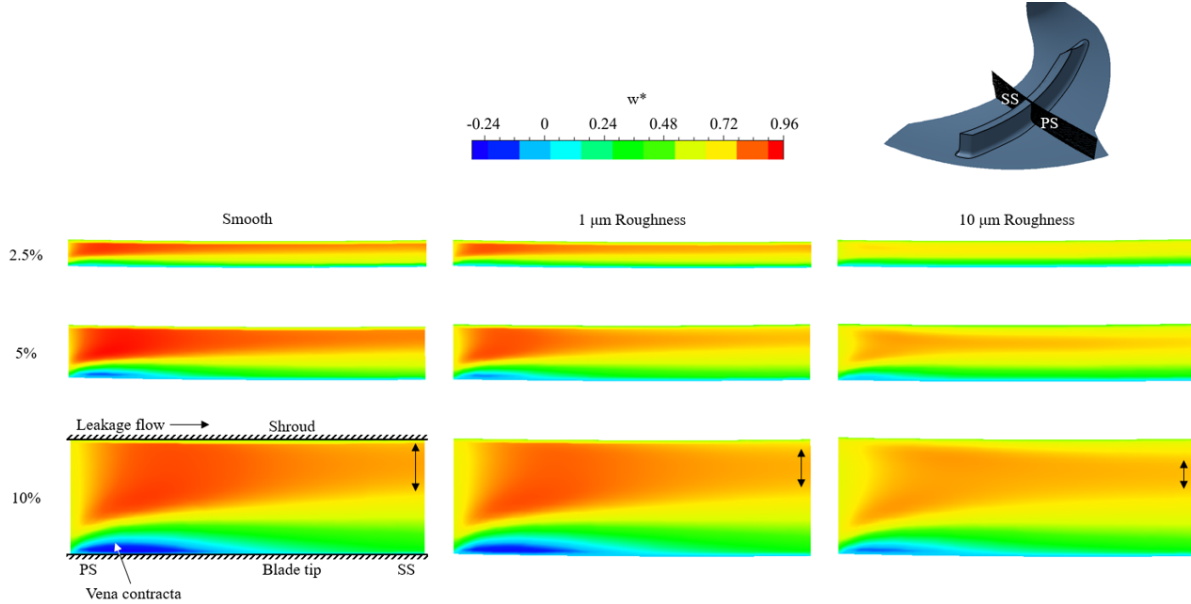 w*
-0.24 0 0.24 0.48 0.72 0.96
SS
PS
Smooth 1 μm Roughness 10 μm Roughness
2.5%
5%
Leakage flow Shroud
10%
PS Blade tip SS
Vena contracta